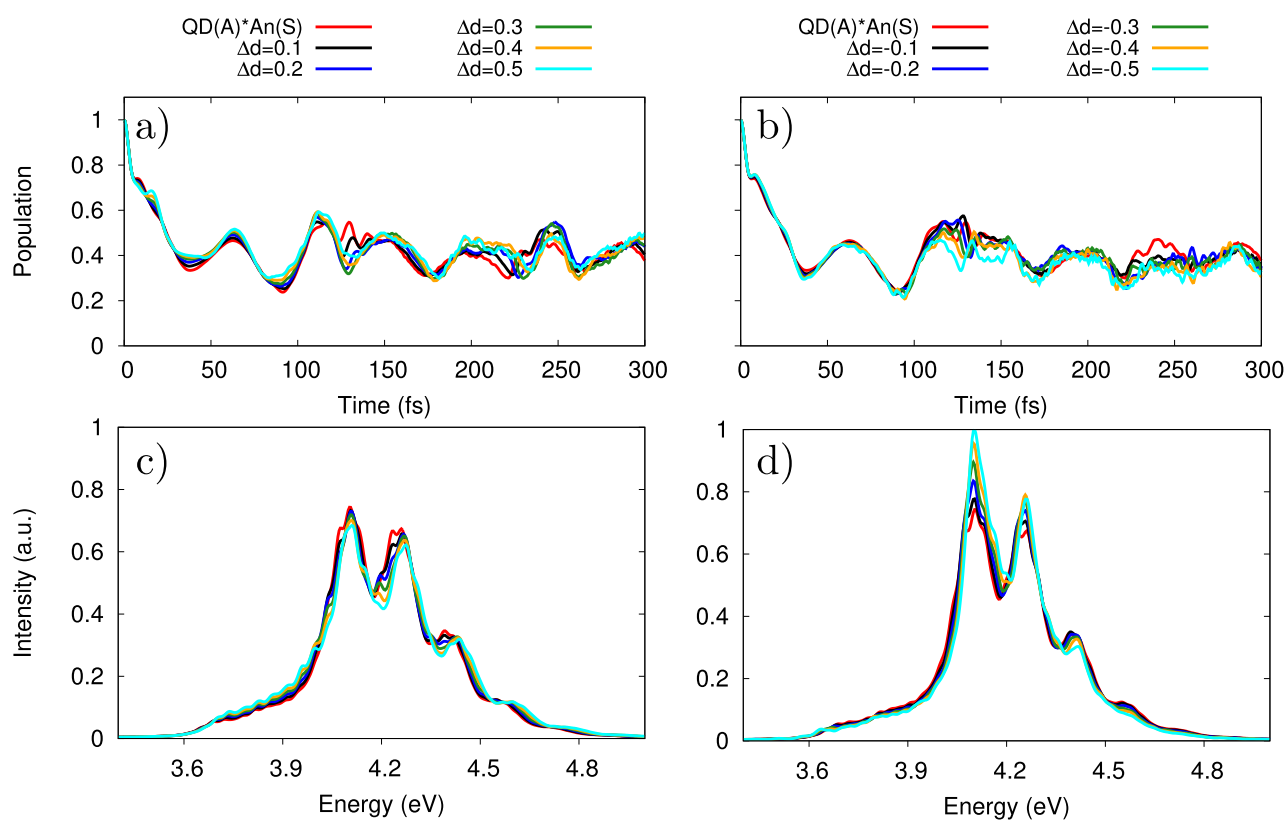 QD(A)*An(S)
Δd=0.1
Δd=0.2
Δd=0.3
Δd=0.4
Δd=0.5
QD(A)*An(S)
Δd=-0.1
Δd=-0.2
Δd=-0.3
Δd=-0.4
Δd=-0.5
a)
Population
1
0.8
0.6
0.4
0.2
0
0 50 100 150 200 250 300
Time (fs)
b)
0 50 100 150 200 250 300
Time (fs)
c)
Intensity (a.u.)
1
0.8
0.6
0.4
0.2
0
3.6 3.9 4.2 4.5 4.8
Energy (eV)
d)
1
0.8
0.6
0.4
0.2
0
3.6 3.9 4.2 4.5 4.8
Energy (eV)